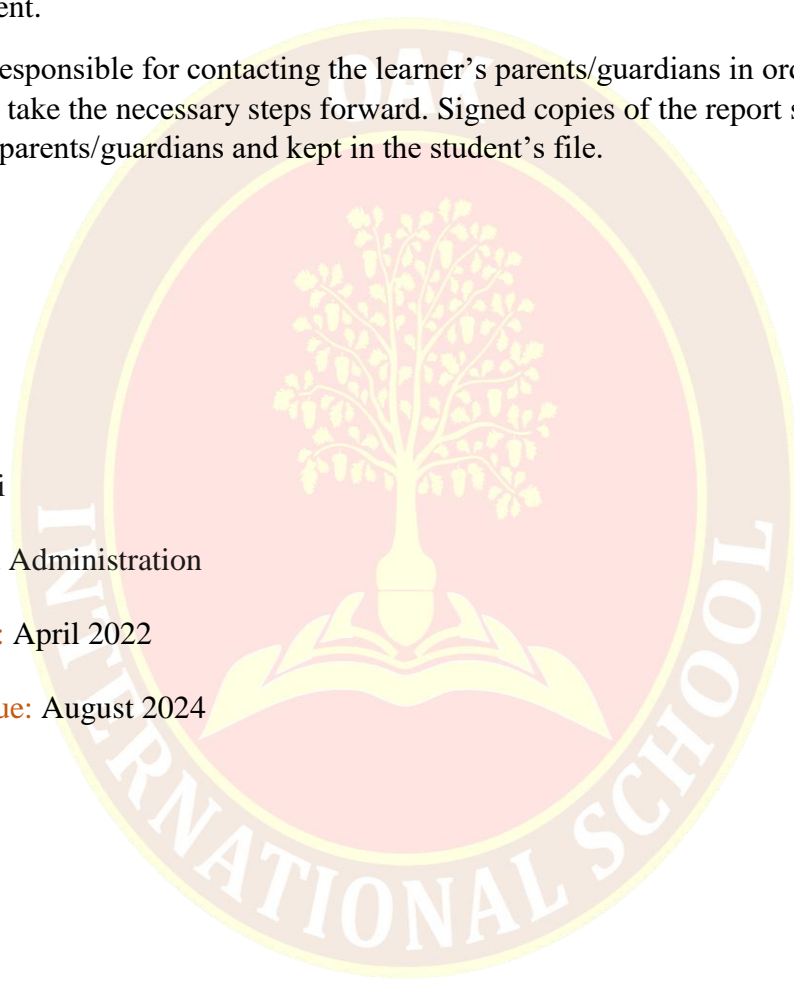 ent.
esponsible for contacting the learner’s parents/guardians in ord
take the necessary steps forward. Signed copies of the report s
parents/guardians and kept in the student’s file.
OAK
i
Administration
: April 2022
ue: August 2024
INTERNATIONAL SCHOOL